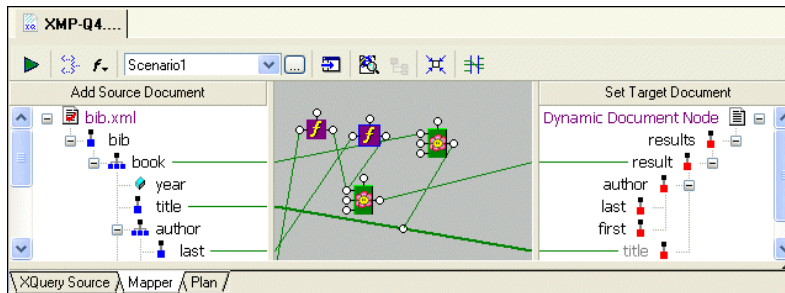 XMP-Q4....
Scenario1
Add Source Document
Set Target Document
bib.xml
Dynamic Document Node
bib
results
book
result
year
author
title
last
author
first
last
title
XQuery Source
Mapper
Plan